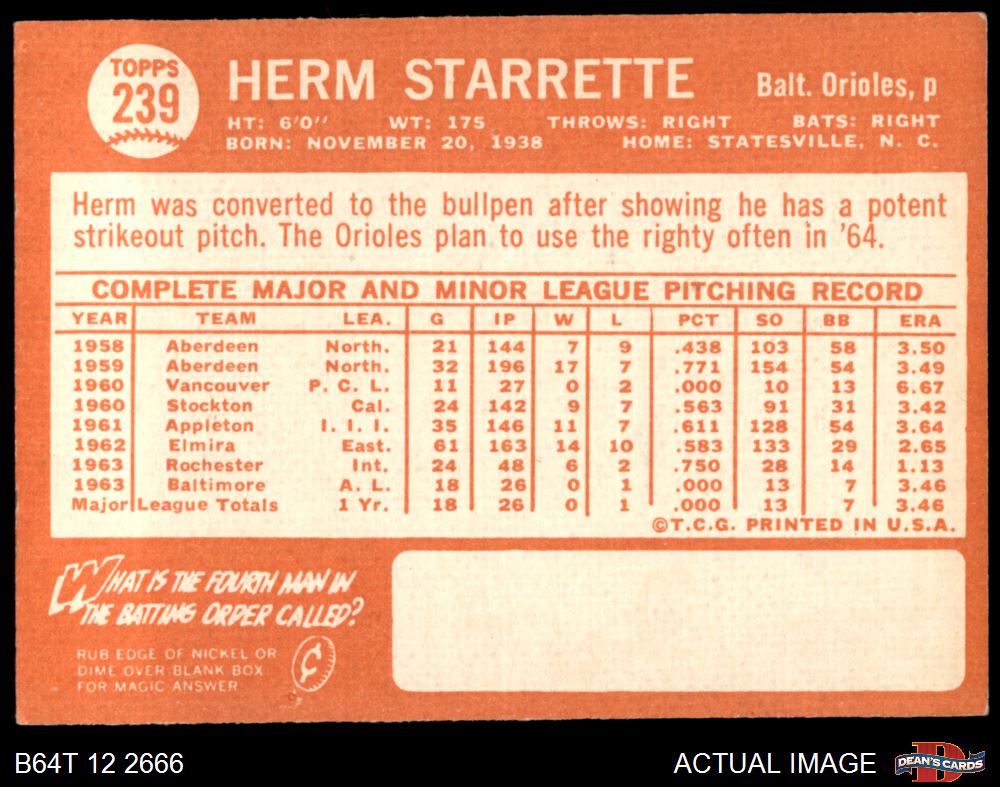 TOPPS
239
HERM STARRETTE
Balt. Orioles, p
HT: 6'0" WT: 175 THROWS: RIGHT BATS: RIGHT
BORN: NOVEMBER 20, 1938 HOME: STATESVILLE, N. C.
Herm was converted to the bullpen after showing he has a potent
strikeout pitch. The Orioles plan to use the righty often in '64.
COMPLETE MAJOR AND MINOR LEAGUE PITCHING RECORD
YEAR TEAM LEA. G IP W L PCT SO BB ERA
1958 Aberdeen North. 21 144 7 9 .438 103 58 3.50
1959 Aberdeen North. 32 196 17 7 .771 154 54 3.49
1960 Vancouver P. C. L. 11 27 0 2 .000 10 13 6.67
1960 Stockton Cal. 24 142 9 7 .563 91 31 3.42
1961 Appleton I. I. I. 35 146 11 7 .611 128 54 3.64
1962 Elmira East. 61 163 14 10 .583 133 29 2.65
1963 Rochester Int. 24 48 6 2 .750 28 14 1.13
1963 Baltimore A. L. 18 26 0 1 .000 13 7 3.46
Major League Totals 1 Yr. 18 26 0 1 .000 13 7 3.46
©T.C.G. PRINTED IN U.S.A.
WHAT IS THE FOURTH MAN IN
THE BATTING ORDER CALLED?
RUB EDGE OF NICKEL OR
DIME OVER BLANK BOX
FOR MAGIC ANSWER
¢
B64T 12 2666
ACTUAL IMAGE
DEAN'S CARDS